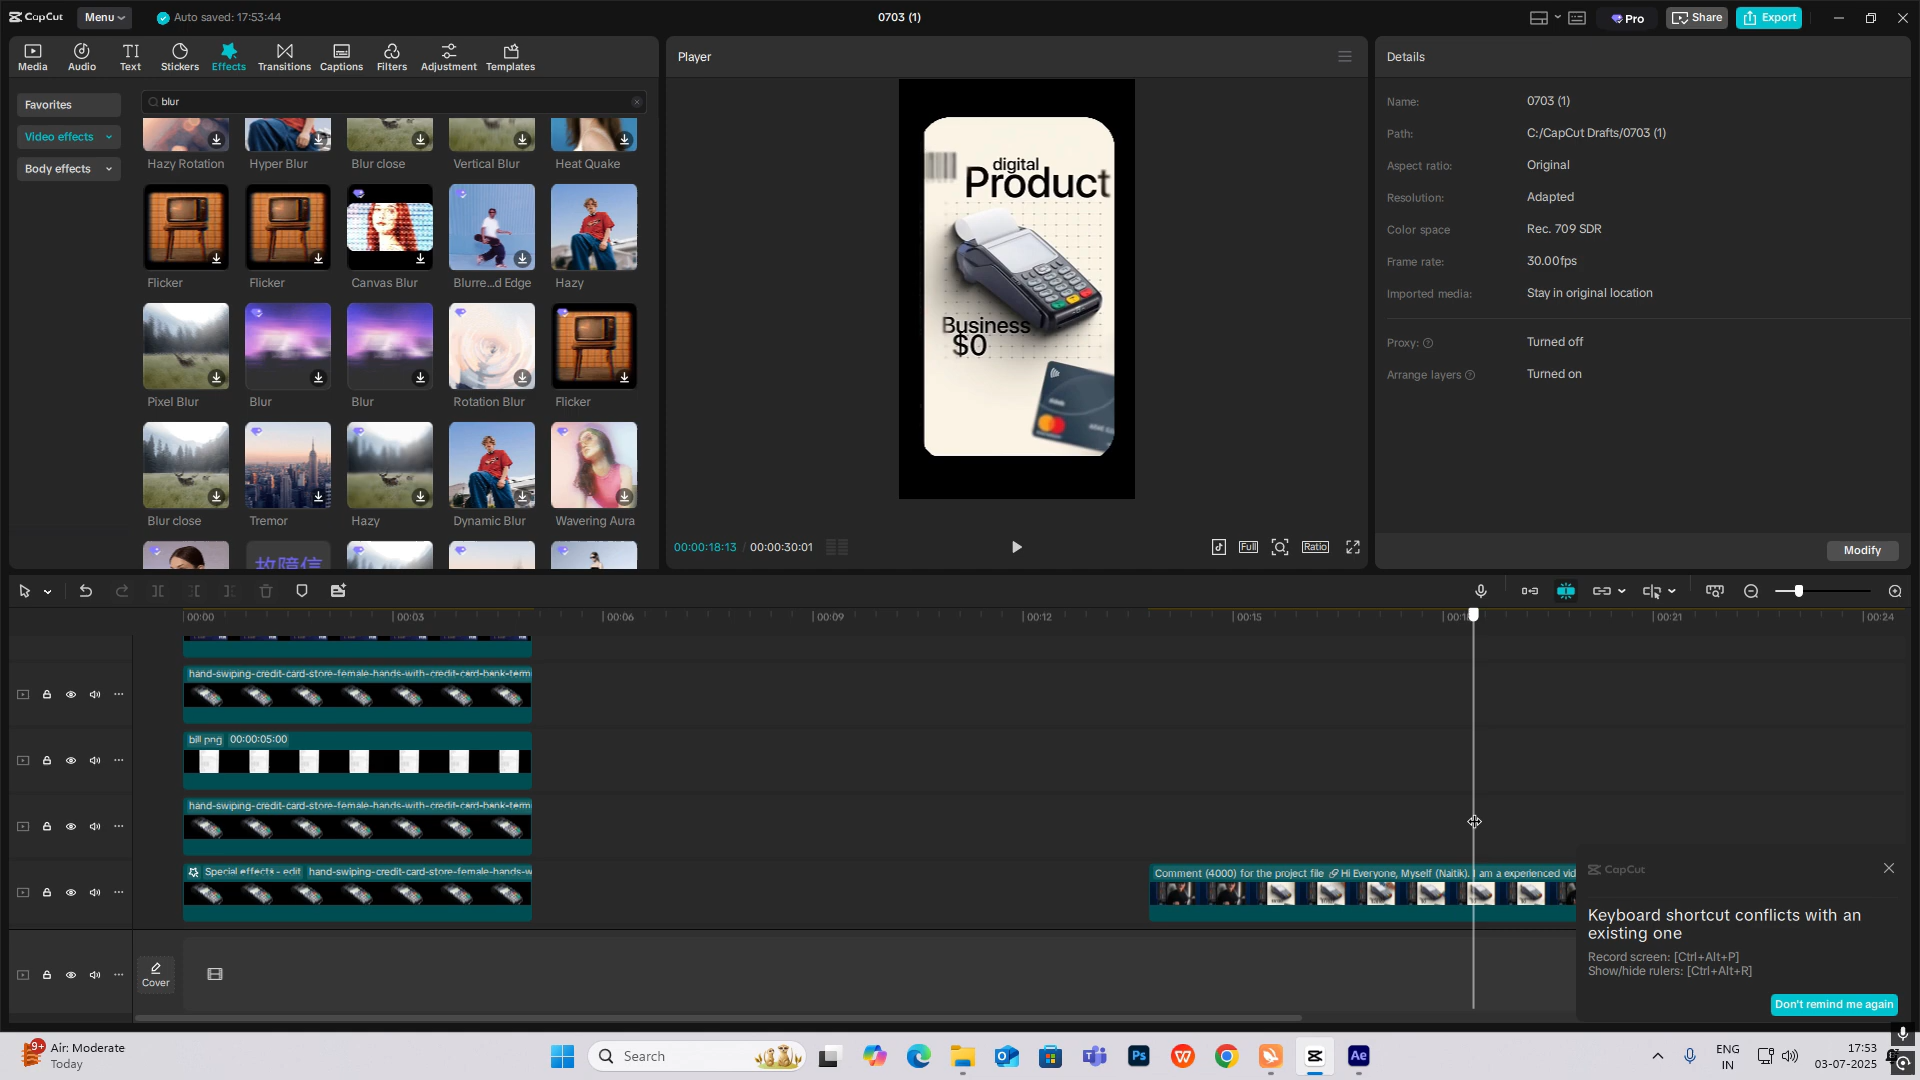 CapCut
Menu
Auto saved: 17:53:44
0703 (1)
Pro
Share
Export
Media
Audio
TI
Text
Stickers
Effects
Transitions
Captions
Filters
Adjustment
Templates
Player
Details
Favorites
blur
Video effects
Body effects
Hazy Rotation
Hyper Blur
Blur close
Vertical Blur
Heat Quake
Flicker
Flicker
Canvas Blur
Blurre...d Edge
Hazy
Pixel Blur
Blur
Blur
Rotation Blur
Flicker
Blur close
Tremor
Hazy
Dynamic Blur
Wavering Aura
故障信
digital
Product
Business
$0
Name:
0703 (1)
Path:
C:/CapCut Drafts/0703 (1)
Aspect ratio:
Original
Resolution:
Adapted
Color space
Rec. 709 SDR
Frame rate:
30.00fps
Imported media:
Stay in original location
Proxy:
Turned off
Arrange layers
Turned on
00:00:18:13 / 00:00:30:01
Full
Ratio
Modify
00:00
00:03
00:06
00:09
00:12
00:15
00:21
00:24
hand-swiping-credit-card-store-female-hands-with-credit-card-bank-term
bill png 00:00:05:00
hand-swiping-credit-card-store-female-hands-with-credit-card-bank-term
Special effects - edit hand-swiping-credit-card-store-female-hands-w
Comment (4000) for the project file Hi Everyone, Myself (Naitik). I am a experienced vid
Cover
CapCut
Keyboard shortcut conflicts with an
existing one
Record screen: [Ctrl+Alt+P]
Show/hide rulers: [Ctrl+Alt+R]
Don't remind me again
9+
Air: Moderate
Today
Search
Ps
W
Ae
ENG
IN
17:53
03-07-2025